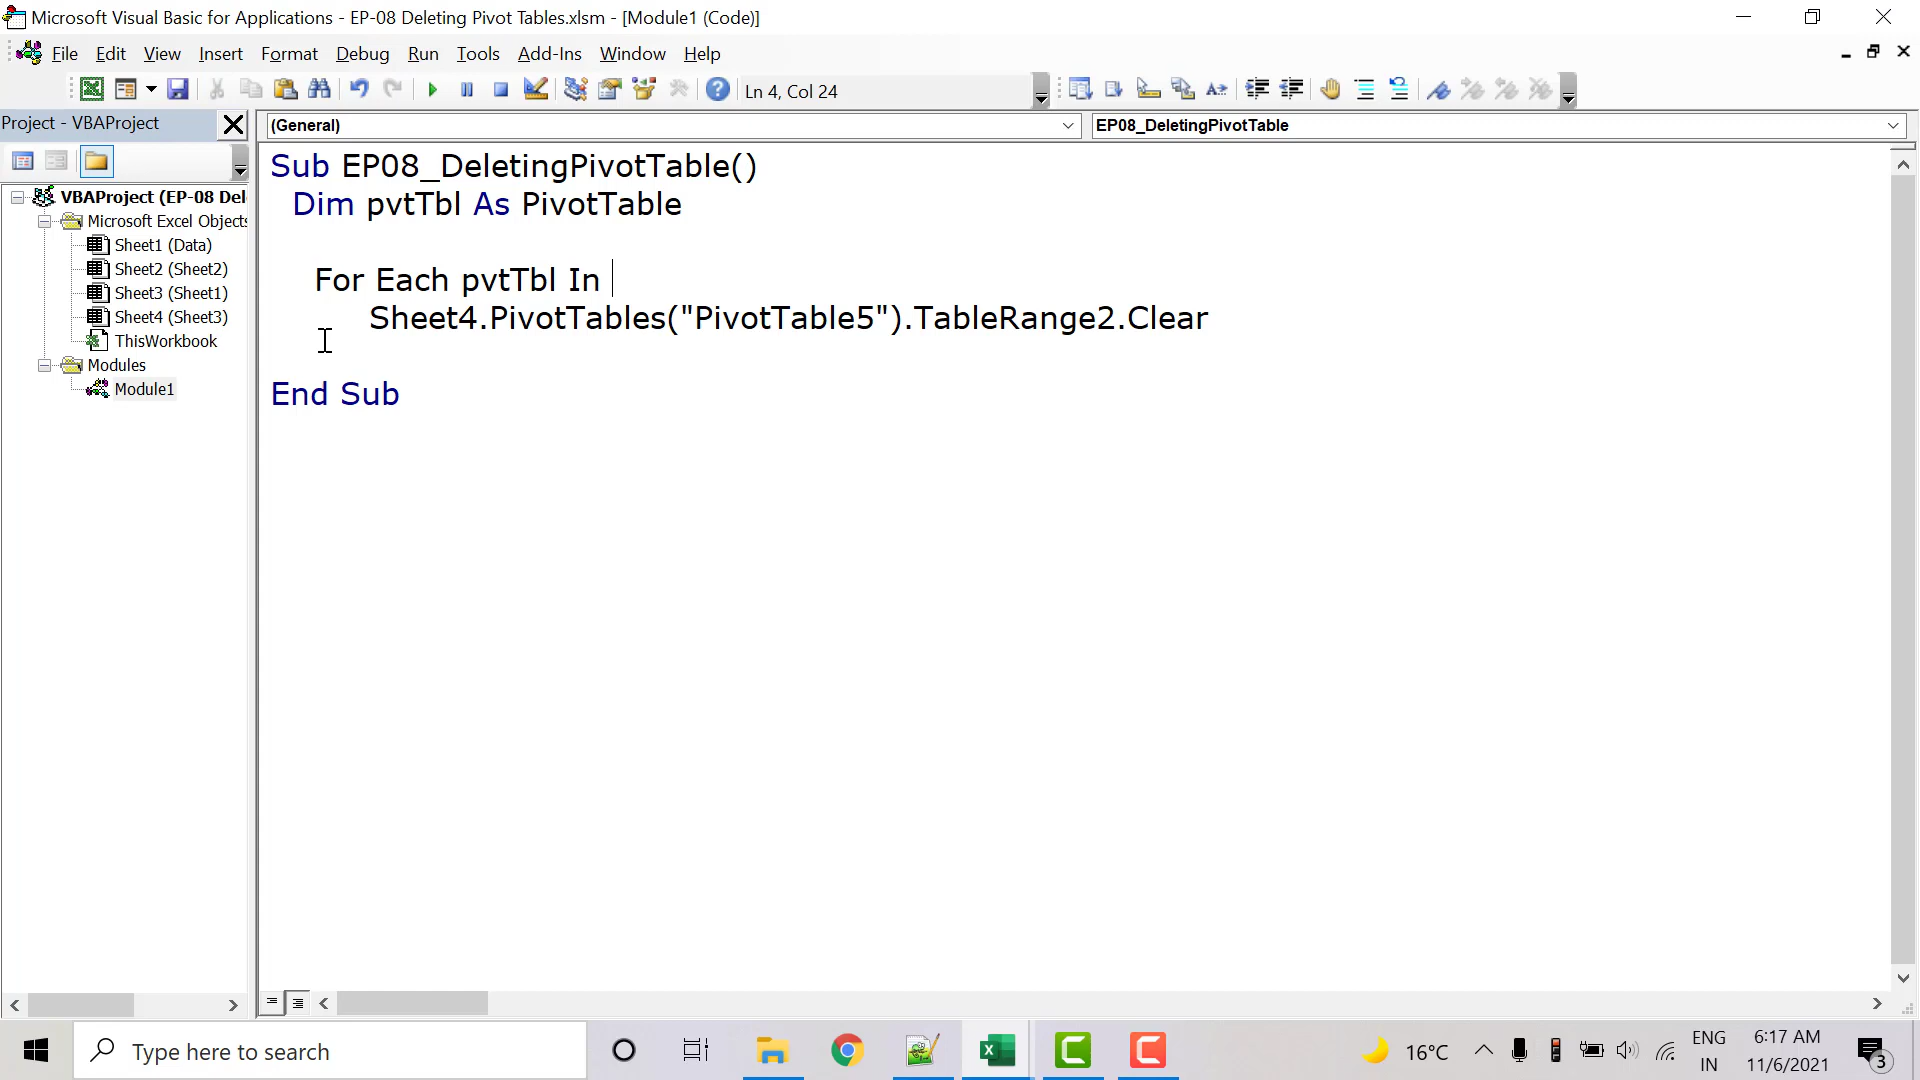 Microsoft Visual Basic for Applications - EP-08 Deleting Pivot Tables.xlsm - [Module1 (Code)]
File Edit View Insert Format Debug Run Tools Add-Ins Window Help
Ln 4, Col 24
Project - VBAProject
(General)
EP08_DeletingPivotTable
VBAProject (EP-08 Del
Microsoft Excel Objects
Sheet1 (Data)
Sheet2 (Sheet2)
Sheet3 (Sheet1)
Sheet4 (Sheet3)
ThisWorkbook
Modules
Module1
Sub EP08_DeletingPivotTable()
Dim pvtTbl As PivotTable
For Each pvtTbl In
Sheet4.PivotTables("PivotTable5").TableRange2.Clear
End Sub
Type here to search
16°C
ENG
IN
6:17 AM
11/6/2021
3